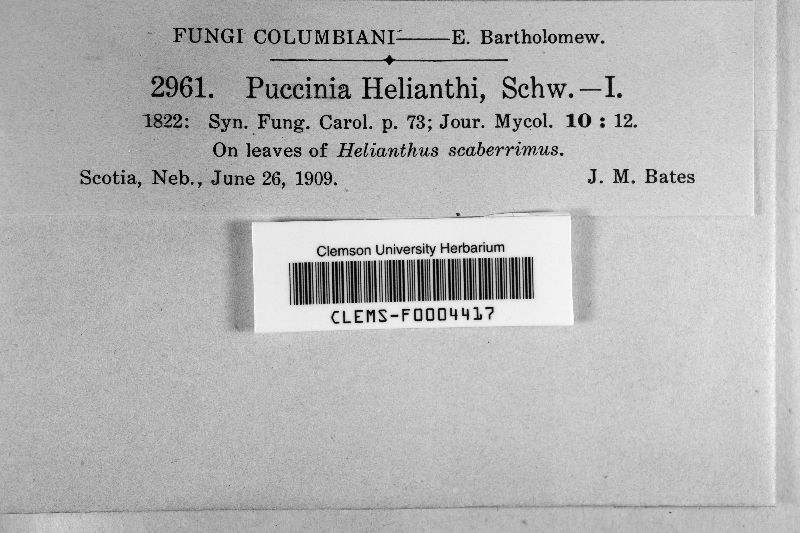 FUNGI COLUMBIANI——E. Bartholomew.
2961. Puccinia Helianthi, Schw.—I.
1822: Syn. Fung. Carol. p. 73; Jour. Mycol. 10 : 12.
On leaves of Helianthus scaberrimus.
Scotia, Neb., June 26, 1909. J. M. Bates
Clemson University Herbarium
CLEMS-F0004417